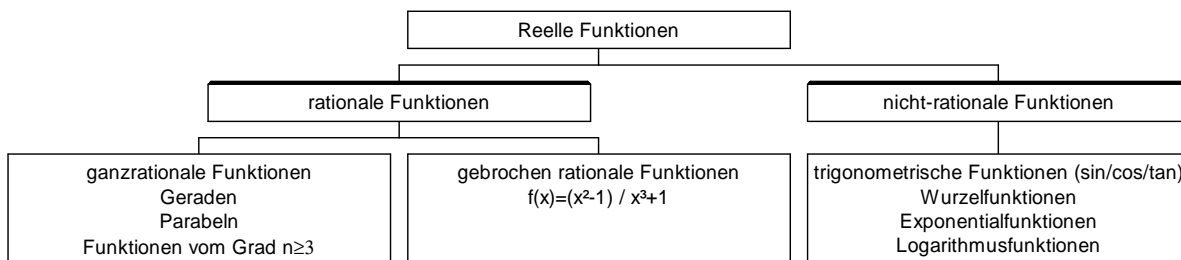 Reelle Funktionen
rationale Funktionen
nicht-rationale Funktionen
ganzrationale Funktionen
Geraden
Parabeln
Funktionen vom Grad n≥3
gebrochen rationale Funktionen
f(x)=(x²-1) / x³+1
trigonometrische Funktionen (sin/cos/tan)
Wurzelfunktionen
Exponentialfunktionen
Logarithmusfunktionen